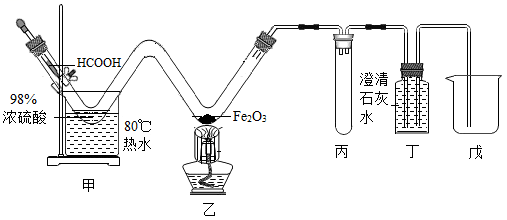 HCOOH
98%
浓硫酸
80℃
热水
Fe₂O₃
澄清
石灰
水
甲
乙
丙
丁
戊